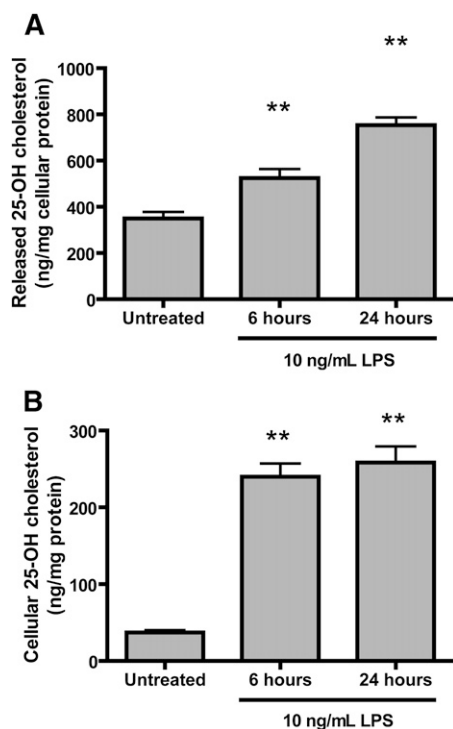 A
Released 25-OH cholesterol
(ng/mg cellular protein)
1000
800
600
400
200
0
**
**
Untreated
6 hours
24 hours
10 ng/mL LPS
B
Cellular 25-OH cholesterol
(ng/mg protein)
300
200
100
0
**
**
Untreated
6 hours
24 hours
10 ng/mL LPS